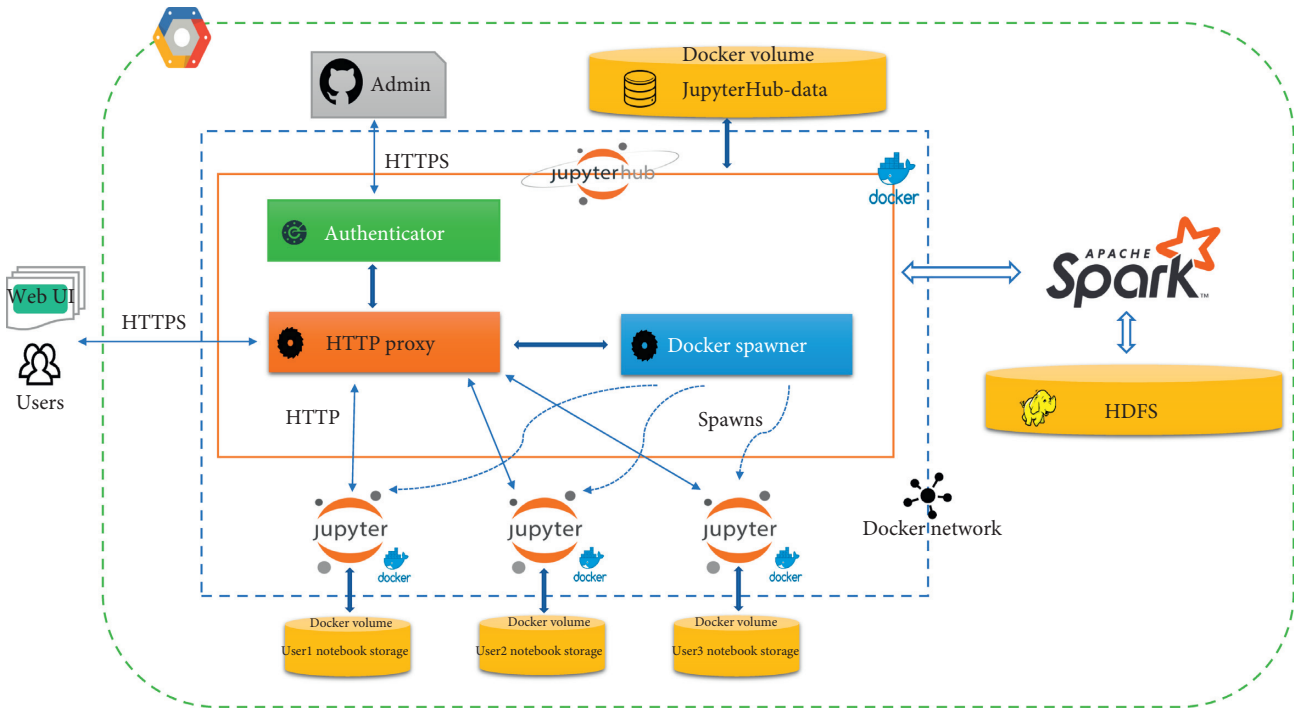 Docker volume
JupyterHub-data
Admin
HTTPS
jupyterhub
docker
Authenticator
APACHE
Spark™
Web UI
HTTPS
HTTP proxy
Docker spawner
Users
HTTP
Spawns
HDFS
jupyter
jupyter
jupyter
Docker network
docker
docker
docker
Docker volume
User1 notebook storage
Docker volume
User2 notebook storage
Docker volume
User3 notebook storage